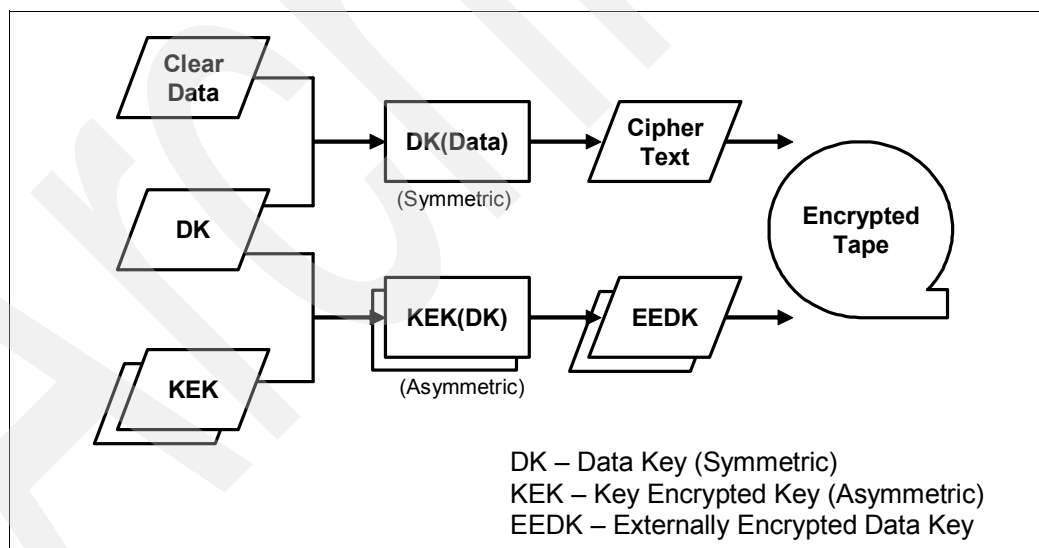 Clear
Data
DK(Data)
(Symmetric)
Cipher
Text
DK
Encrypted
Tape
KEK(DK)
(Asymmetric)
EEDK
KEK
DK – Data Key (Symmetric)
KEK – Key Encrypted Key (Asymmetric)
EEDK – Externally Encrypted Data Key